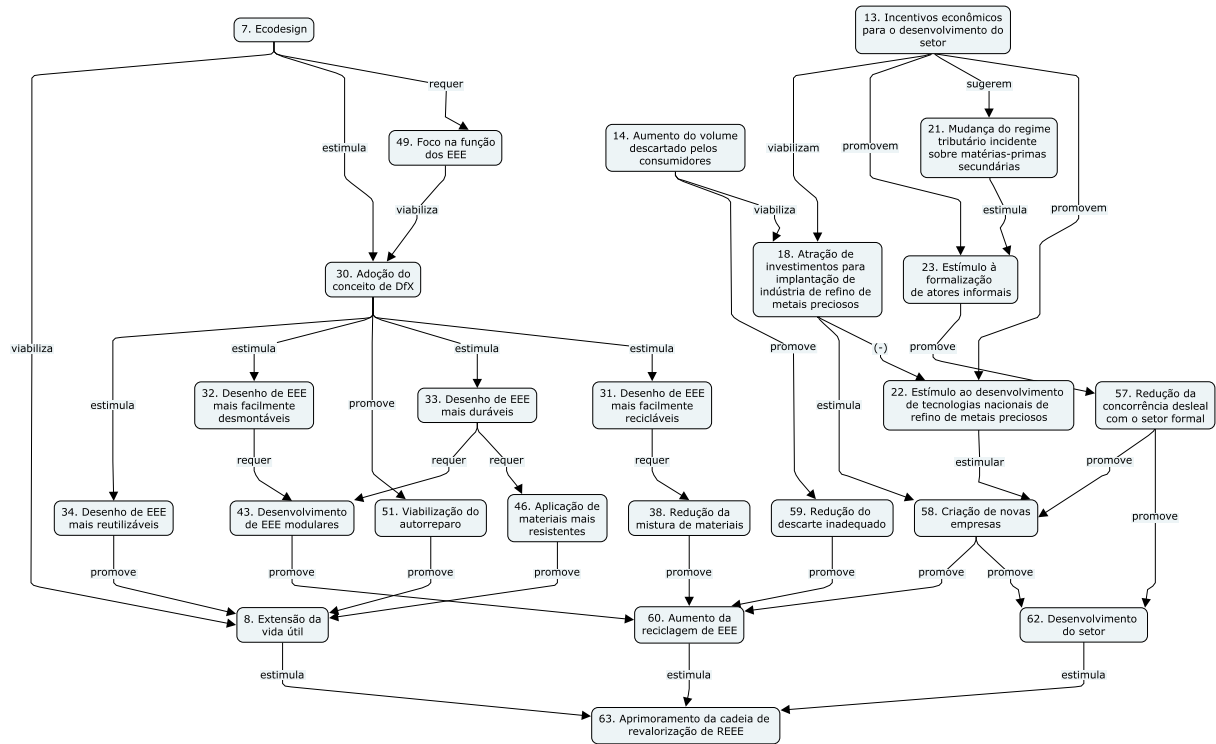 7. Ecodesign
13. Incentivos econômicos
para o desenvolvimento do
setor
requer
sugerem
14. Aumento do volume
descartado pelos
consumidores
21. Mudança do regime
tributário incidente
sobre matérias-primas
secundárias
49. Foco na função
dos EEE
estimula
viabilizam
promovem
viabiliza
viabiliza
estimula
promovem
18. Atração de
investimentos para
implantação de
indústria de refino de
metais preciosos
23. Estímulo à
formalização
de atores informais
30. Adoção do
conceito de DfX
viabiliza
estimula
estimula
estimula
promove
(-)
promove
32. Desenho de EEE
mais facilmente
desmontáveis
33. Desenho de EEE
mais duráveis
31. Desenho de EEE
mais facilmente
recicláveis
22. Estímulo ao desenvolvimento
de tecnologias nacionais de
refino de metais preciosos
57. Redução da
concorrência desleal
com o setor formal
estimula
promove
estimula
requer
requer
requer
requer
estimular
promove
34. Desenho de EEE
mais reutilizáveis
43. Desenvolvimento
de EEE modulares
51. Viabilização do
autorreparo
46. Aplicação de
materiais mais
resistentes
38. Redução da
mistura de materiais
59. Redução do
descarte inadequado
58. Criação de novas
empresas
promove
promove
promove
promove
promove
promove
promove
promove
promove
8. Extensão da
vida útil
60. Aumento da
reciclagem de EEE
62. Desenvolvimento
do setor
estimula
estimula
estimula
63. Aprimoramento da cadeia de
revalorização de REEE